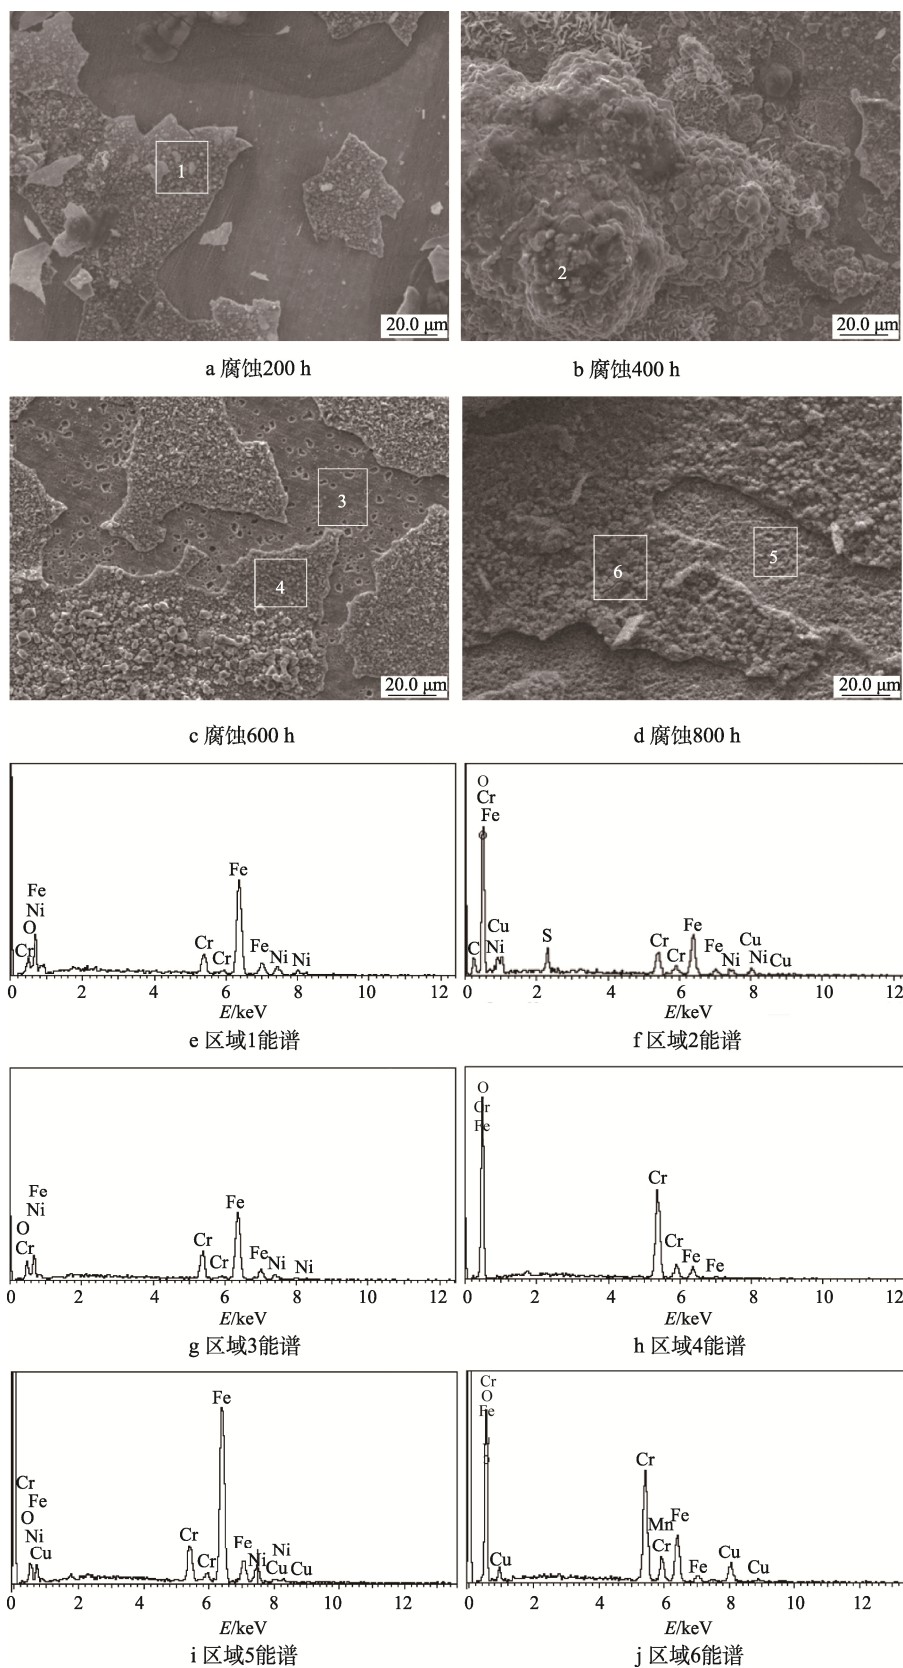 1
20.0 μm
2
20.0 μm
a 腐蚀200 h
b 腐蚀400 h
3
4
20.0 μm
5
6
20.0 μm
c 腐蚀600 h
d 腐蚀800 h
Fe
Ni
O
Cr
Cr
Cr
Fe
Fe
Ni
Ni
0 2 4 6 8 10 12
E/keV
e 区域1能谱
O
Cr
Fe
C
Cu
Ni
S
Cr
Cr
Fe
Fe
Ni
Cu
Ni
Cu
0 2 4 6 8 10 12
E/keV
f 区域2能谱
Fe
Ni
O
Cr
Cr
Cr
Fe
Fe
Ni
Ni
0 2 4 6 8 10 12
E/keV
g 区域3能谱
O
Cr
Fe
Cr
Cr
Fe
Fe
0 2 4 6 8 10 12
E/keV
h 区域4能谱
Cr
Fe
O
Ni
Cu
Cr
Cr
Fe
Fe
Ni
Ni
Cu
Cu
0 2 4 6 8 10 12
E/keV
i 区域5能谱
Cr
O
Fe
Cu
Cr
Mn
Cr
Fe
Fe
Cu
Cu
0 2 4 6 8 10 12
E/keV
j 区域6能谱